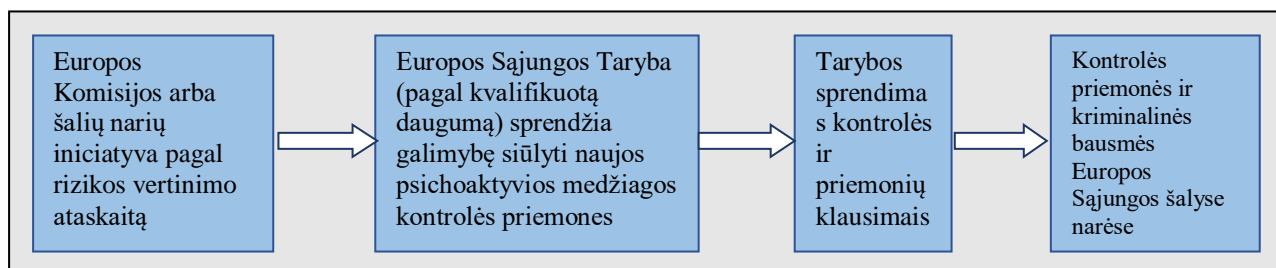 Europos
Komisijos arba
šalių narių
iniciatyva pagal
rizikos vertinimo
ataskaitą
Europos Sąjungos Taryba
(pagal kvalifikuotą
daugumą) sprendžia
galimybę siūlyti naujos
psichoaktyvios medžiagos
kontrolės priemones
Tarybos
sprendima
s kontrolės
ir
priemonių
klausimais
Kontrolės
priemonės ir
kriminalinės
bausmės
Europos
Sąjungos šalyse
narėse